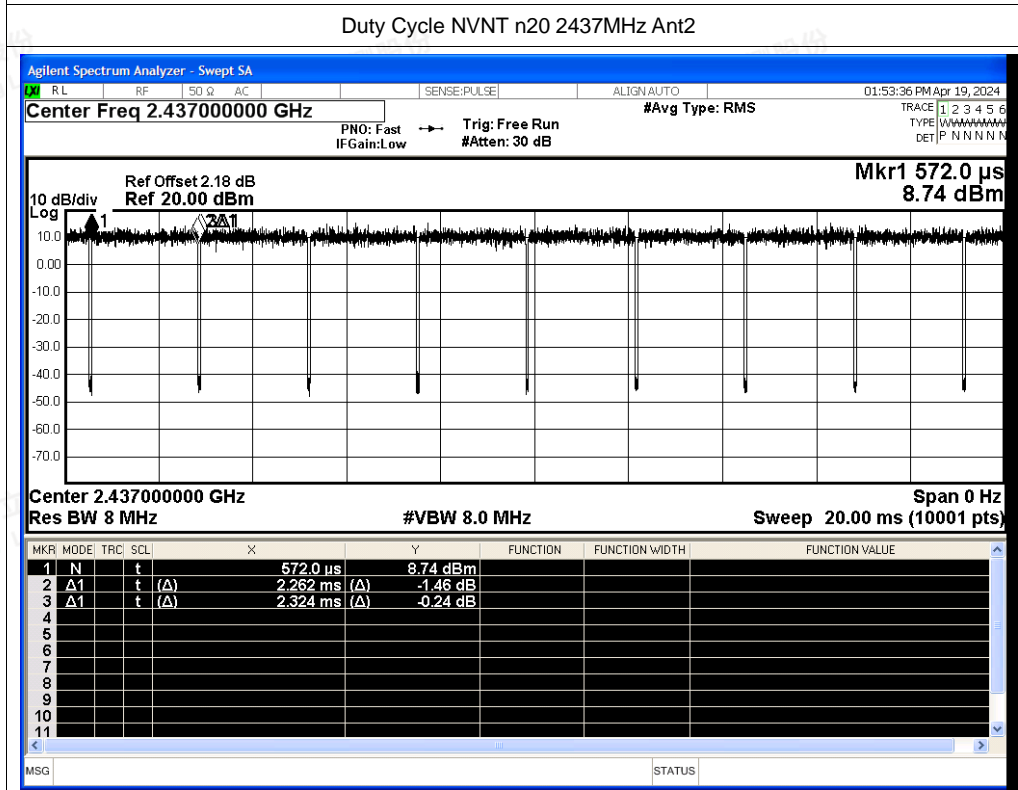 Duty Cycle NVNT n20 2437MHz Ant2
Agilent Spectrum Analyzer - Swept SA
LXI RL RF 50 Ω AC SENSE:PULSE ALIGN AUTO 01:53:36 PM Apr 19, 2024
Center Freq 2.437000000 GHz #Avg Type: RMS TRACE 1 2 3 4 5 6
PNO: Fast Trig: Free Run TYPE WWWWWW
IFGain:Low #Atten: 30 dB DET P N N N N N
Mkr1 572.0 µs
Ref Offset 2.18 dB
10 dB/div Ref 20.00 dBm 8.74 dBm
Log
1 3Δ1
10.0
0.00
-10.0
-20.0
-30.0
-40.0
-50.0
-60.0
-70.0
Center 2.437000000 GHz Span 0 Hz
Res BW 8 MHz #VBW 8.0 MHz Sweep 20.00 ms (10001 pts)
MKR MODE TRC SCL X Y FUNCTION FUNCTION WIDTH FUNCTION VALUE
1 N t 572.0 µs 8.74 dBm
2 Δ1 t (Δ) 2.262 ms (Δ) -1.46 dB
3 Δ1 t (Δ) 2.324 ms (Δ) -0.24 dB
4
5
6
7
8
9
10
11
MSG STATUS